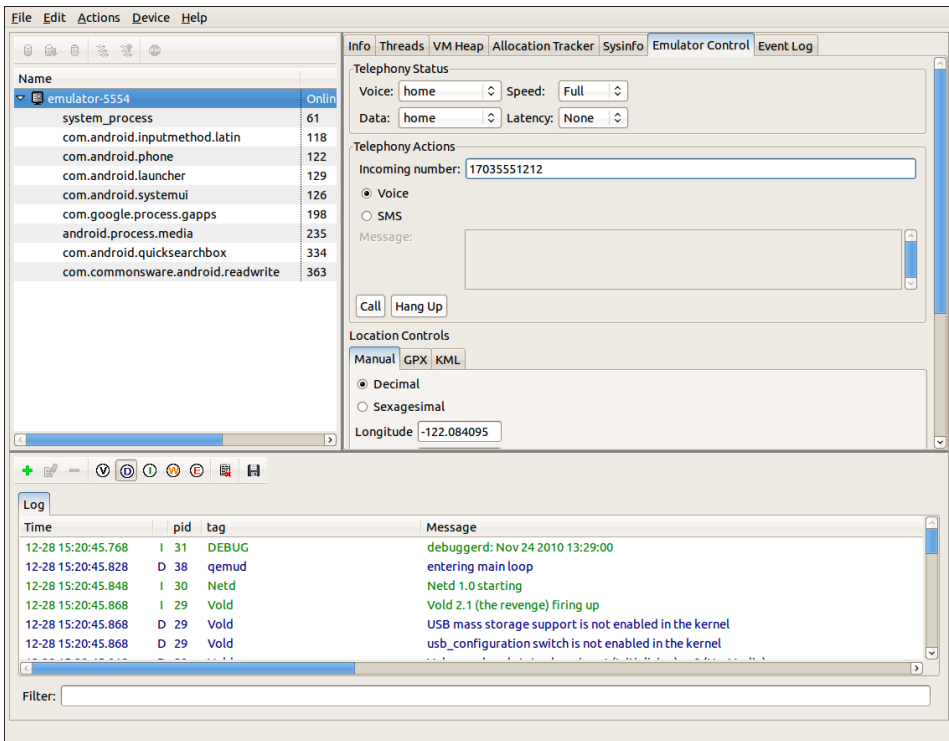 File Edit Actions Device Help
Info Threads VM Heap Allocation Tracker Sysinfo Emulator Control Event Log
Name
emulator-5554 Onlin
system_process 61
com.android.inputmethod.latin 118
com.android.phone 122
com.android.launcher 129
com.android.systemui 126
com.google.process.gapps 198
android.process.media 235
com.android.quicksearchbox 334
com.commonsware.android.readwrite 363
Telephony Status
Voice: home Speed: Full
Data: home Latency: None
Telephony Actions
Incoming number: 17035551212
Voice
SMS
Message:
Call Hang Up
Location Controls
Manual GPX KML
Decimal
Sexagesimal
Longitude -122.084095
V D I W E
Log
Time pid tag Message
12-28 15:20:45.768 I 31 DEBUG debuggerd: Nov 24 2010 13:29:00
12-28 15:20:45.828 D 38 qemud entering main loop
12-28 15:20:45.848 I 30 Netd Netd 1.0 starting
12-28 15:20:45.868 I 29 Vold Vold 2.1 (the revenge) firing up
12-28 15:20:45.868 D 29 Vold USB mass storage support is not enabled in the kernel
12-28 15:20:45.868 D 29 Vold usb_configuration switch is not enabled in the kernel
Filter: